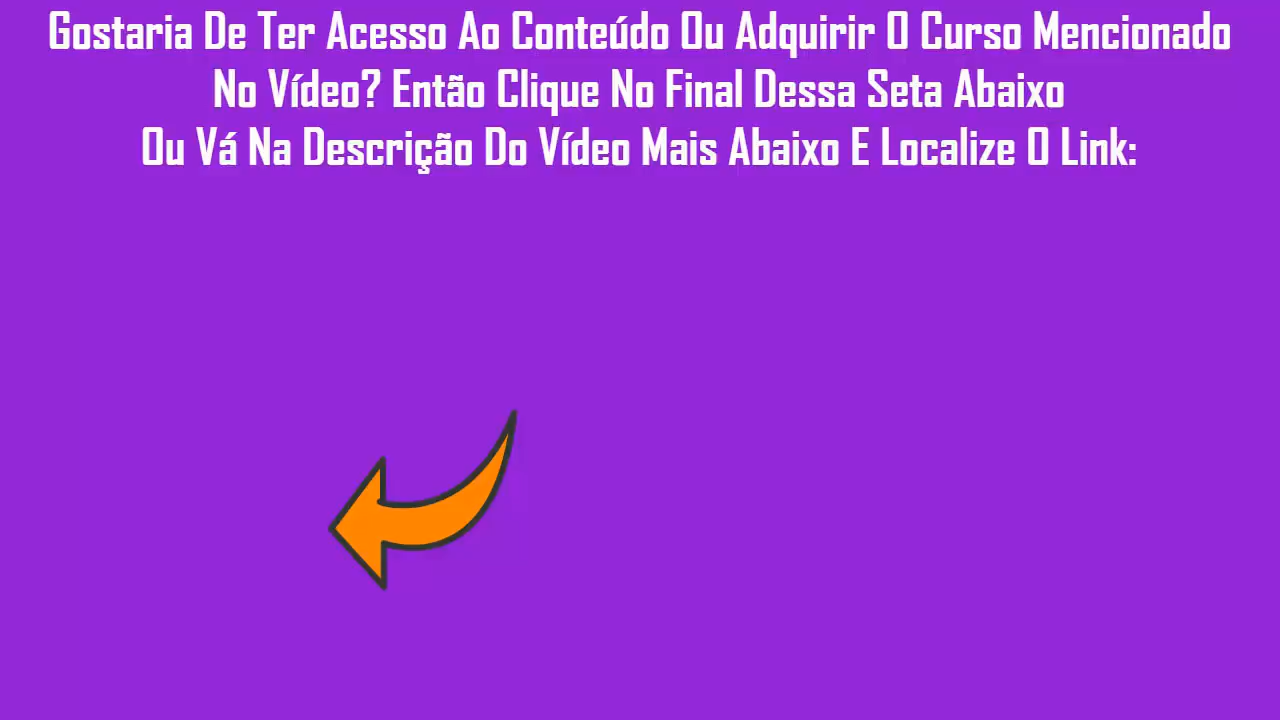 Gostaria De Ter Acesso Ao Conteúdo Ou Adquirir O Curso Mencionado
No Vídeo? Então Clique No Final Dessa Seta Abaixo
Ou Vá Na Descrição Do Vídeo Mais Abaixo E Localize O Link: